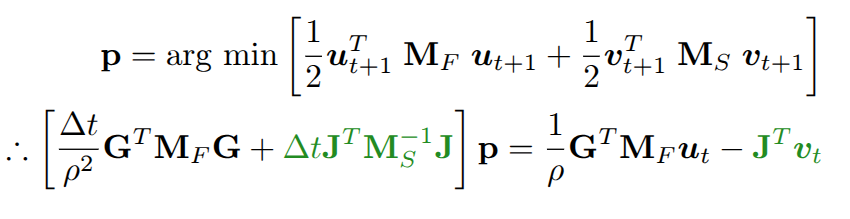 p = arg min [ 1/2 u_{t+1}^T M_F u_{t+1} + 1/2 v_{t+1}^T M_S v_{t+1} ]
∴ [ Δt/ρ^2 G^T M_F G + Δt J^T M_S^{-1} J ] p = 1/ρ G^T M_F u_t − J^T v_t